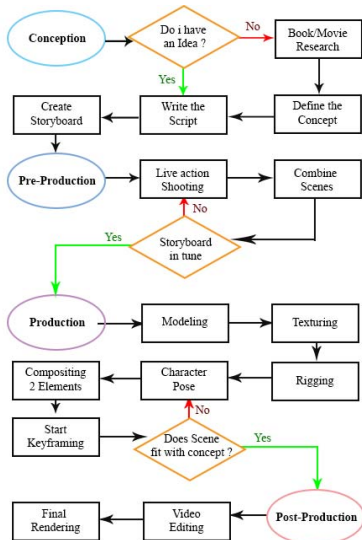 Conception
Do i have
an Idea ?
No
Book/Movie
Research
Yes
Create
Storyboard
Write the
Script
Define the
Concept
Pre-Production
Live action
Shooting
Combine
Scenes
No
Yes
Storyboard
in tune
Production
Modeling
Texturing
Compositing
2 Elements
Character
Pose
Rigging
No
Start
Keyframing
Does Scene
fit with concept ?
Yes
Final
Rendering
Video
Editing
Post-Production